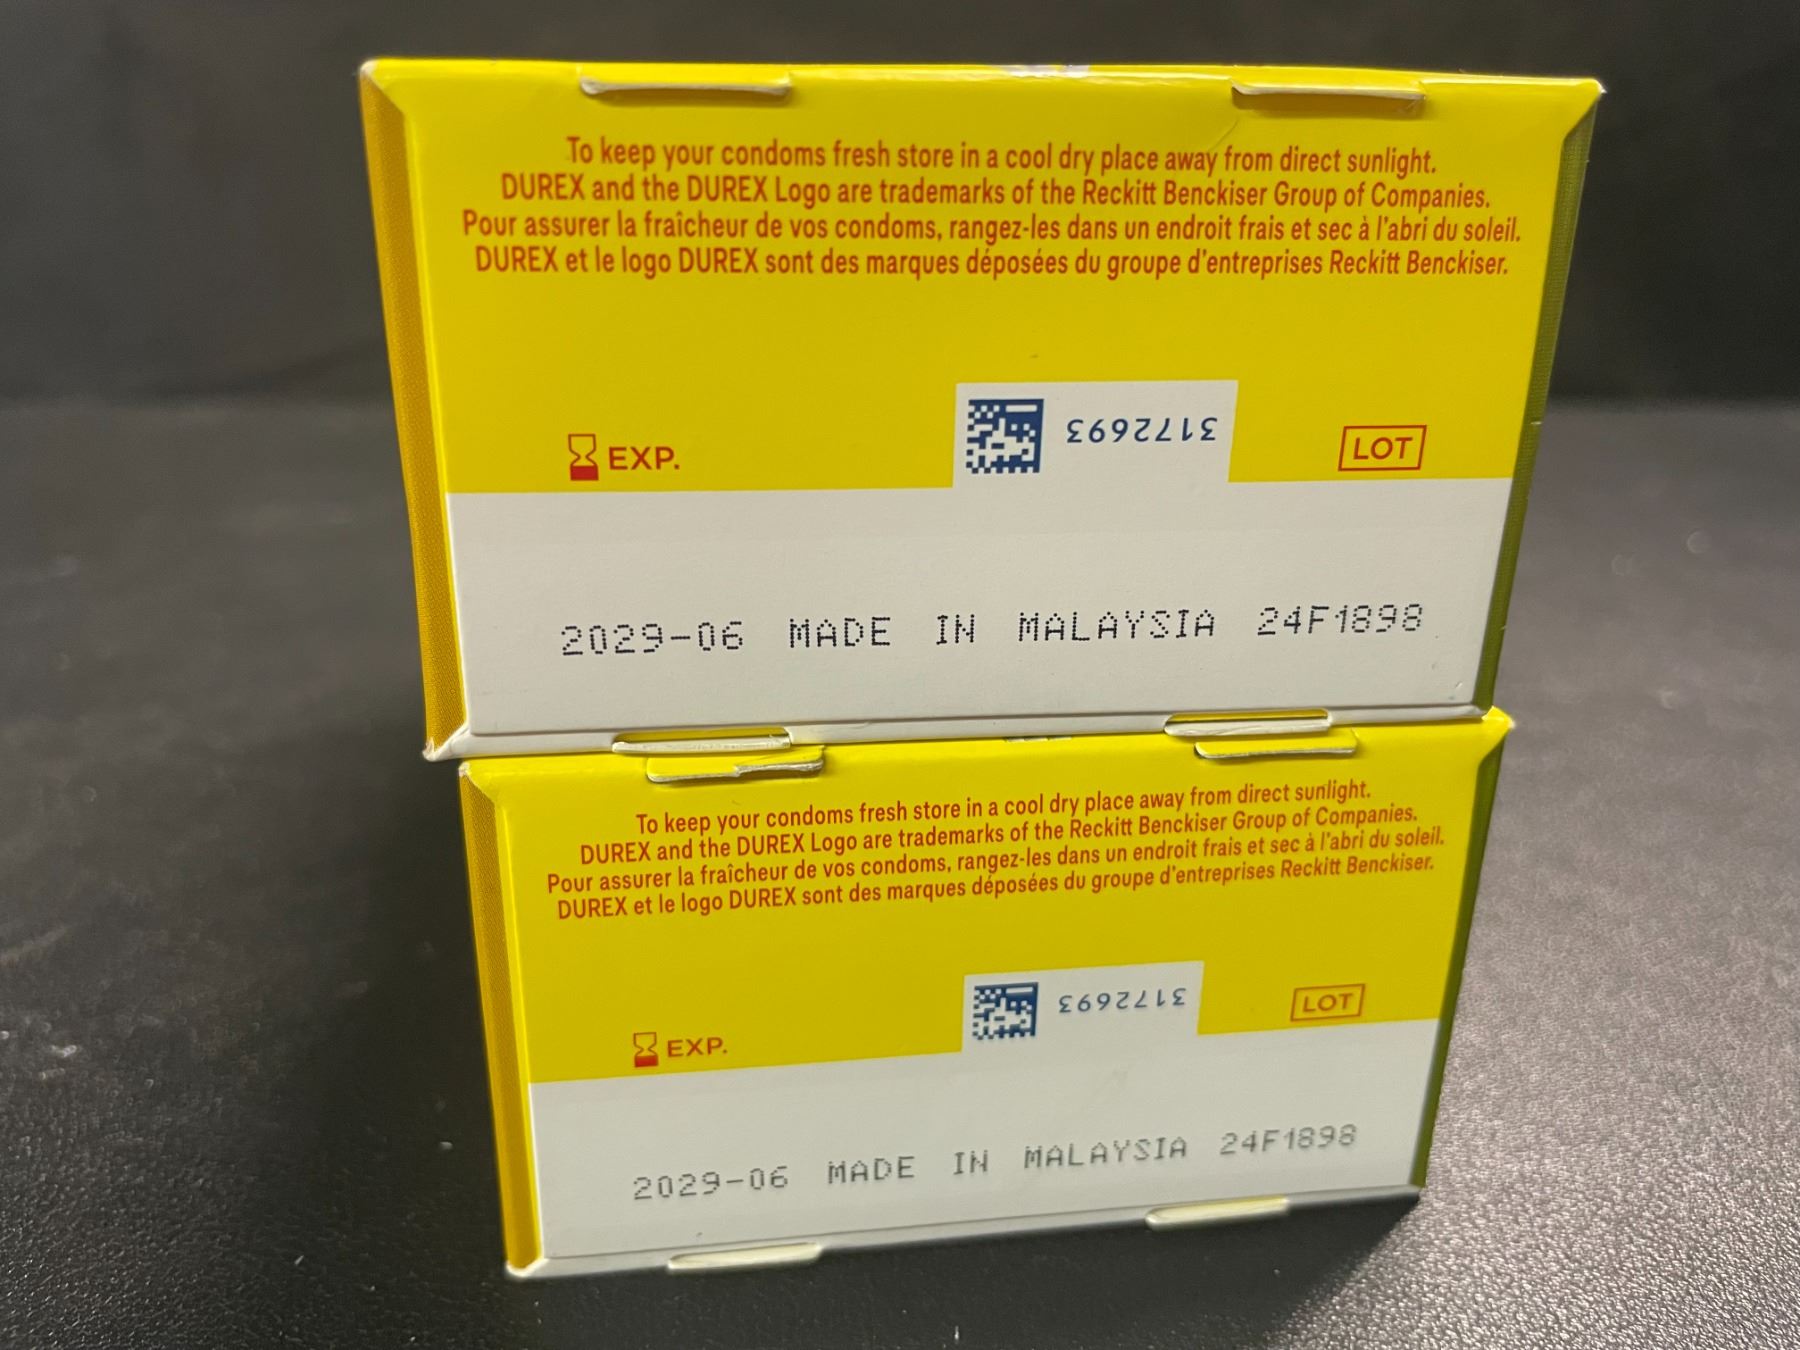 To keep your condoms fresh store in a cool dry place away from direct sunlight.
DUREX and the DUREX Logo are trademarks of the Reckitt Benckiser Group of Companies.
Pour assurer la fraîcheur de vos condoms, rangez-les dans un endroit frais et sec à l'abri du soleil.
DUREX et le logo DUREX sont des marques déposées du groupe d'entreprises Reckitt Benckiser.
3172693
EXP. LOT
2029-06 MADE IN MALAYSIA 24F1898
To keep your condoms fresh store in a cool dry place away from direct sunlight.
DUREX and the DUREX Logo are trademarks of the Reckitt Benckiser Group of Companies.
Pour assurer la fraîcheur de vos condoms, rangez-les dans un endroit frais et sec à l'abri du soleil.
DUREX et le logo DUREX sont des marques déposées du groupe d'entreprises Reckitt Benckiser.
3172693
EXP. LOT
2029-06 MADE IN MALAYSIA 24F1898